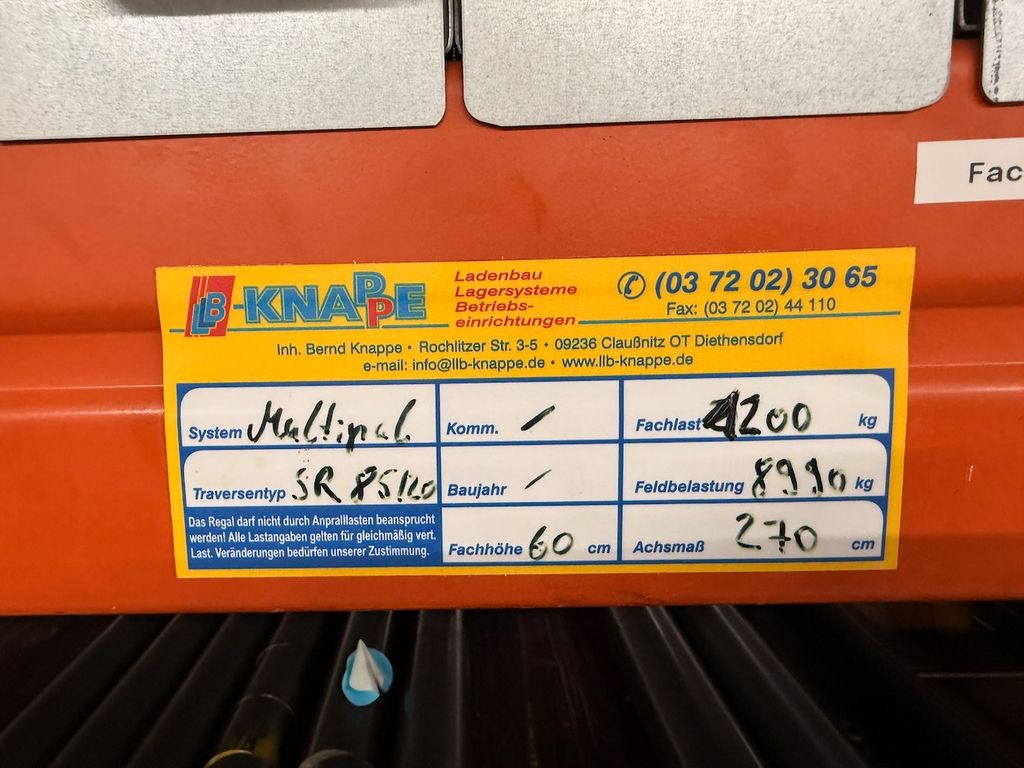 Fac
LLB-KNAPPE
Ladenbau
Lagersysteme
Betriebs-
einrichtungen
✆ (03 72 02) 30 65
Fax: (03 72 02) 44 110
Inh. Bernd Knappe • Rochlitzer Str. 3-5 • 09236 Claußnitz OT Diethensdorf
e-mail: info@llb-knappe.de • www.llb-knappe.de
System Multipal
Komm. /
Fachlast 1200 kg
Traversentyp SR 85/20
Baujahr /
Feldbelastung 8990 kg
Das Regal darf nicht durch Anpralllasten beansprucht
werden! Alle Lastangaben gelten für gleichmäßig vert.
Last. Veränderungen bedürfen unserer Zustimmung.
Fachhöhe 60 cm
Achsmaß 270 cm